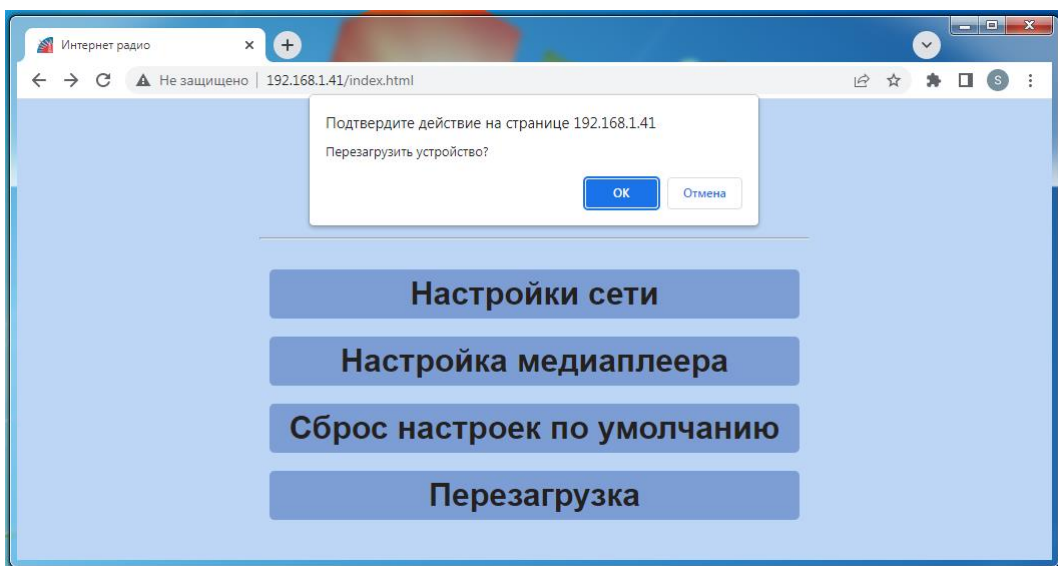 Интернет радио
Не защищено | 192.168.1.41/index.html
S
Подтвердите действие на странице 192.168.1.41
Перезагрузить устройство?
ОК
Отмена
Настройки сети
Настройка медиаплеера
Сброс настроек по умолчанию
Перезагрузка